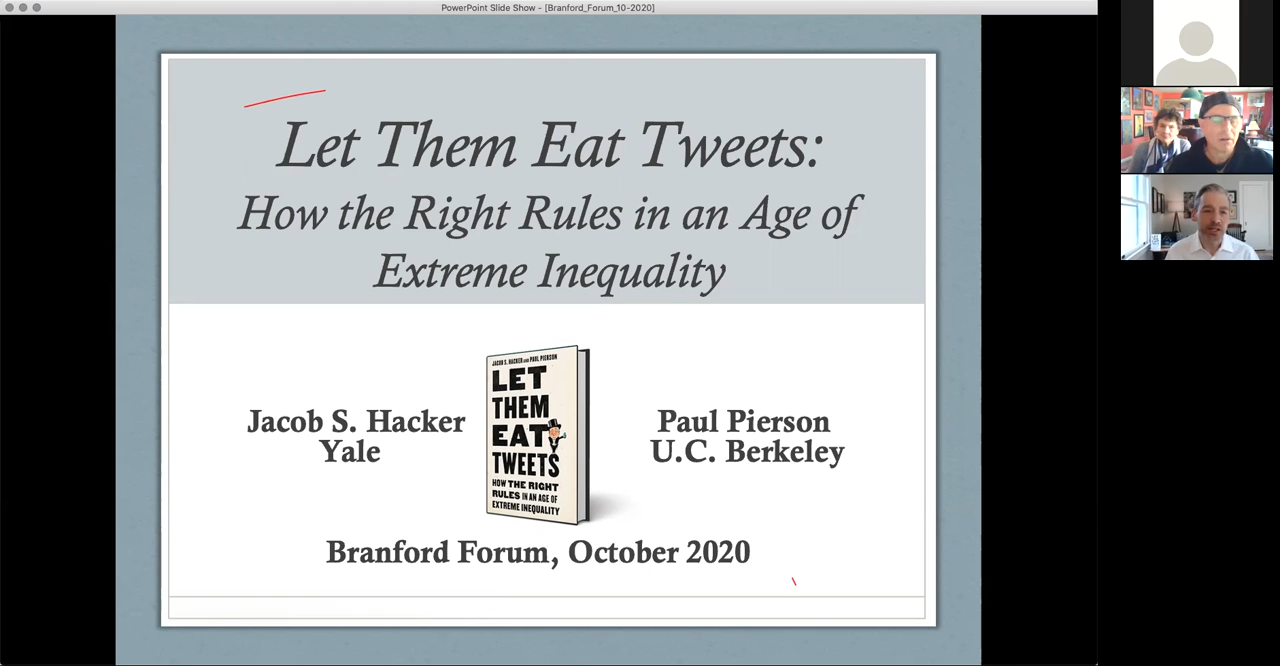 PowerPoint Slide Show - [Branford_Forum_10-2020]
Let Them Eat Tweets:
How the Right Rules in an Age of
Extreme Inequality
Jacob S. Hacker
Yale
JACOB S. HACKER AND PAUL PIERSON
LET
THEM
EAT
TWEETS
HOW THE RIGHT
RULES IN AN AGE OF
EXTREME INEQUALITY
Paul Pierson
U.C. Berkeley
Branford Forum, October 2020